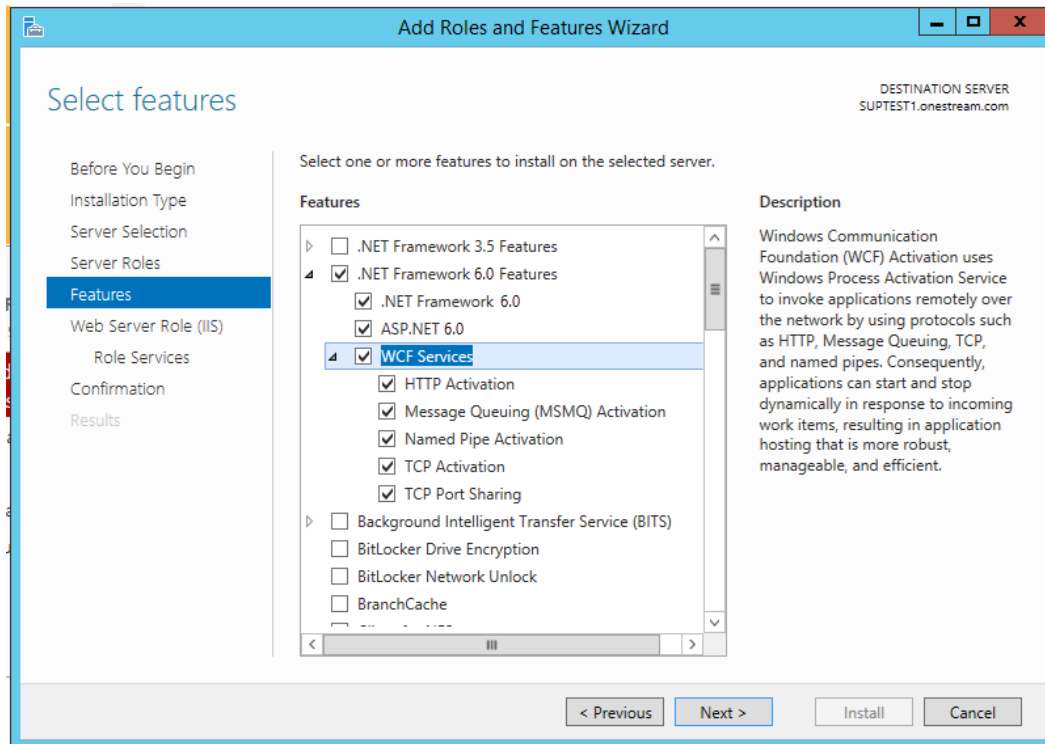 Add Roles and Features Wizard
Select features
DESTINATION SERVER
SUPTEST1.onestream.com
Before You Begin
Installation Type
Server Selection
Server Roles
Features
Web Server Role (IIS)
Role Services
Confirmation
Results
Select one or more features to install on the selected server.
Features
.NET Framework 3.5 Features
.NET Framework 6.0 Features
.NET Framework 6.0
ASP.NET 6.0
WCF Services
HTTP Activation
Message Queuing (MSMQ) Activation
Named Pipe Activation
TCP Activation
TCP Port Sharing
Background Intelligent Transfer Service (BITS)
BitLocker Drive Encryption
BitLocker Network Unlock
BranchCache
Description
Windows Communication
Foundation (WCF) Activation uses
Windows Process Activation Service
to invoke applications remotely over
the network by using protocols such
as HTTP, Message Queuing, TCP,
and named pipes. Consequently,
applications can start and stop
dynamically in response to incoming
work items, resulting in application
hosting that is more robust,
manageable, and efficient.
< Previous
Next >
Install
Cancel